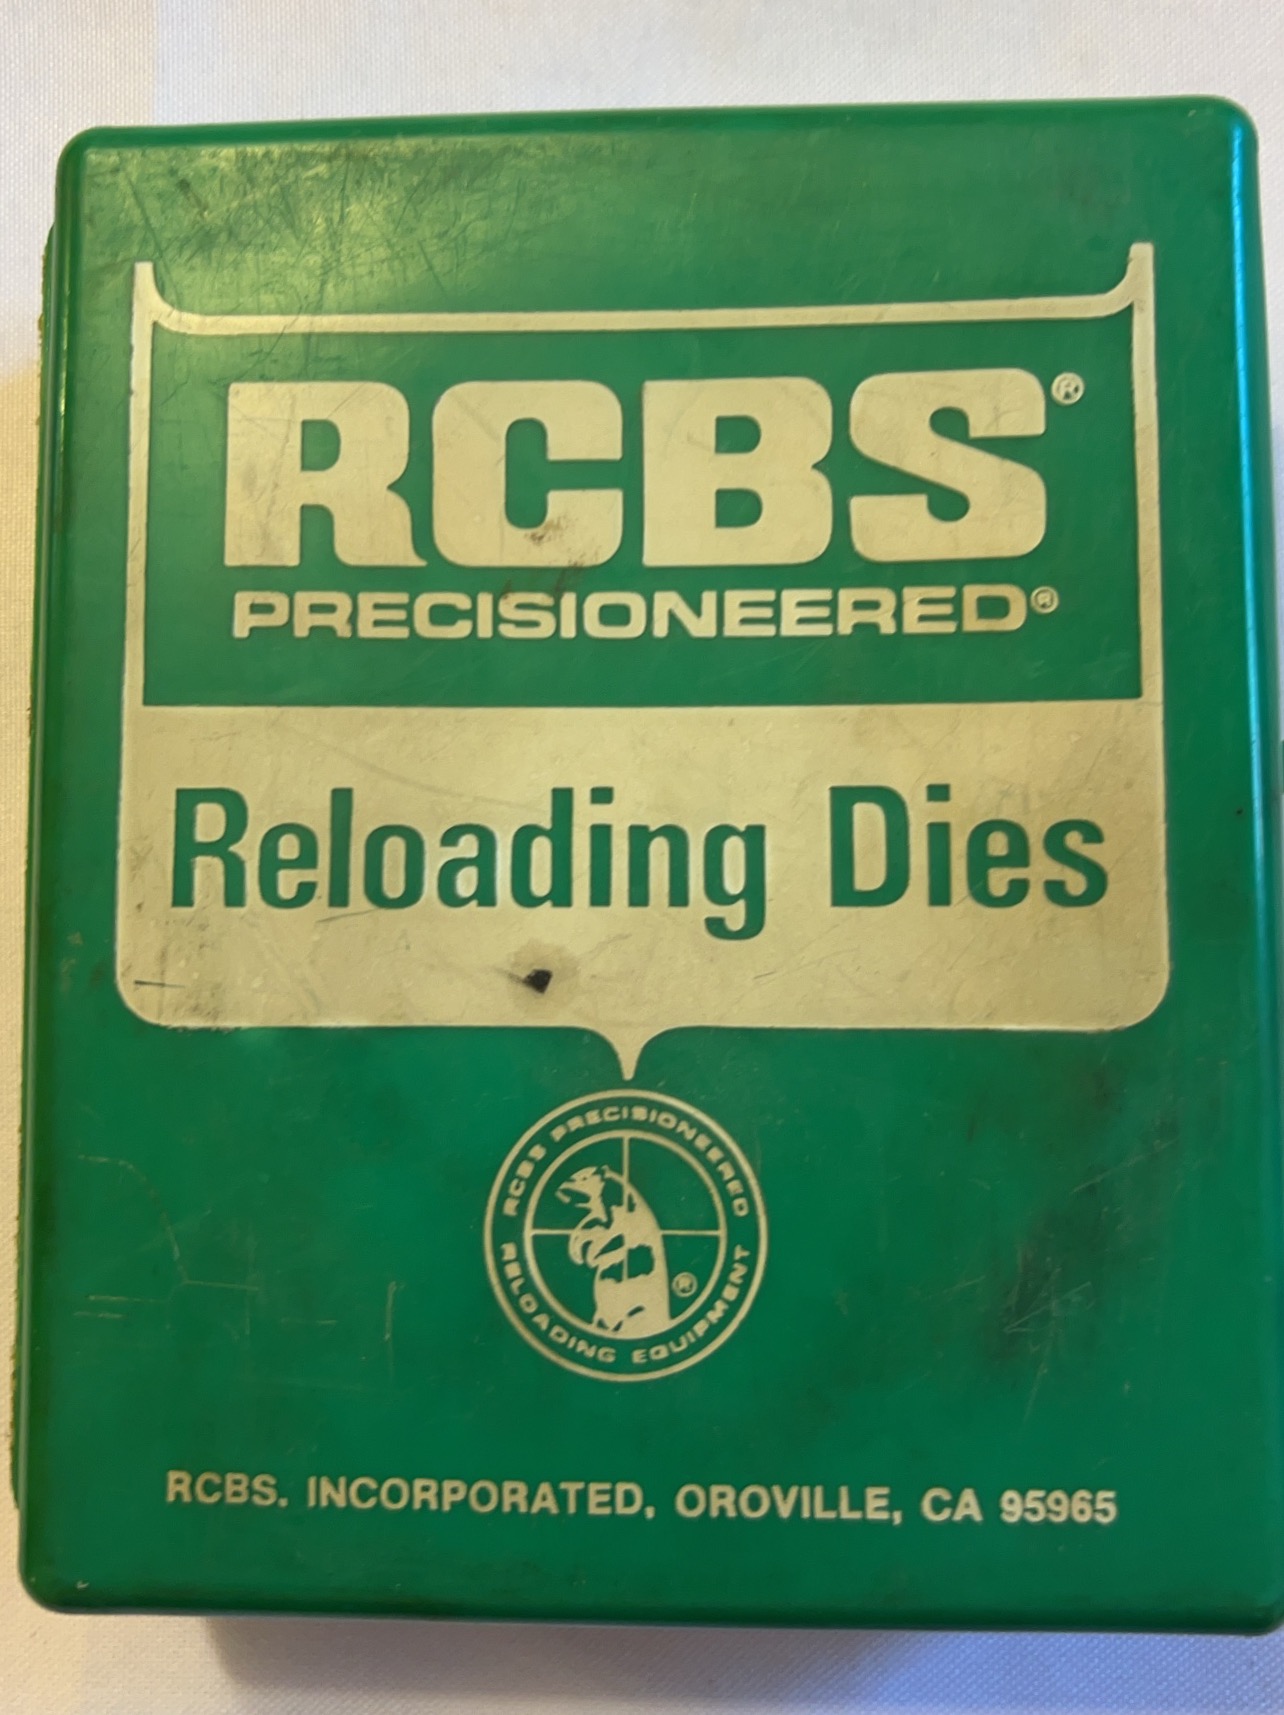 RCBS®
PRECISIONEERED®
Reloading Dies
RCBS PRECISIONEERED
®
RELOADING EQUIPMENT
RCBS. INCORPORATED, OROVILLE, CA 95965